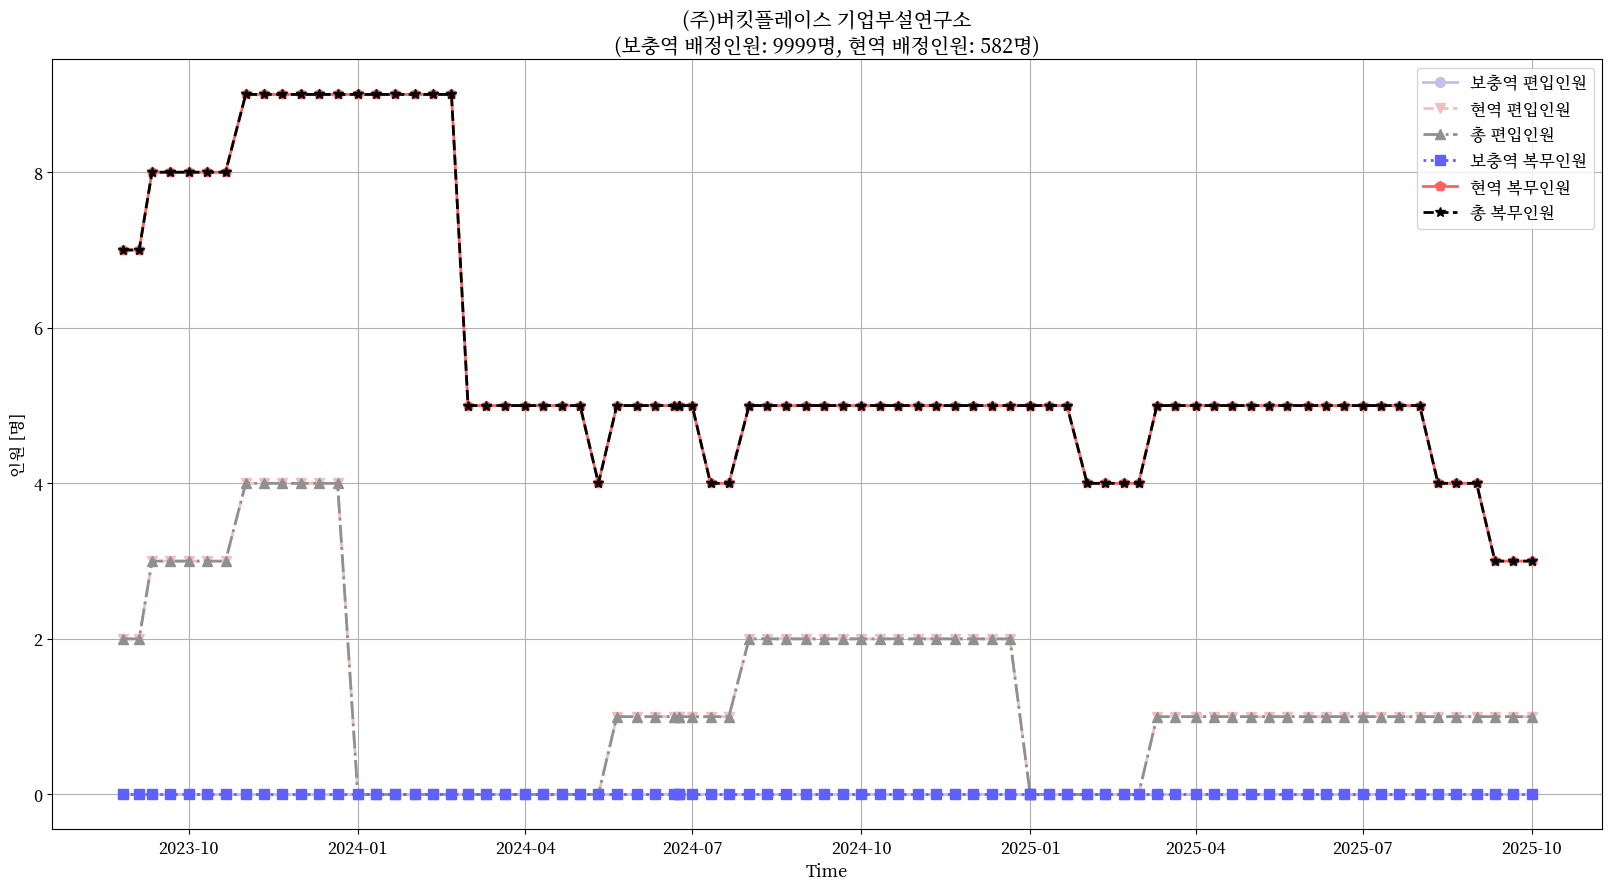 (주)버킷플레이스 기업부설연구소
(보충역 배정인원: 9999명, 현역 배정인원: 582명)
보충역 편입인원
현역 편입인원
총 편입인원
보충역 복무인원
현역 복무인원
총 복무인원
인원 [명]
8
6
4
2
0
2023-10
2024-01
2024-04
2024-07
2024-10
2025-01
2025-04
2025-07
2025-10
Time